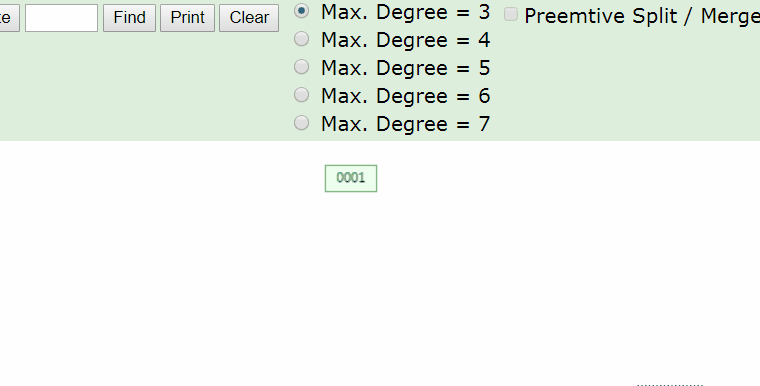 te Find Print Clear
Max. Degree = 3
Max. Degree = 4
Max. Degree = 5
Max. Degree = 6
Max. Degree = 7
Preemtive Split / Merge
0001